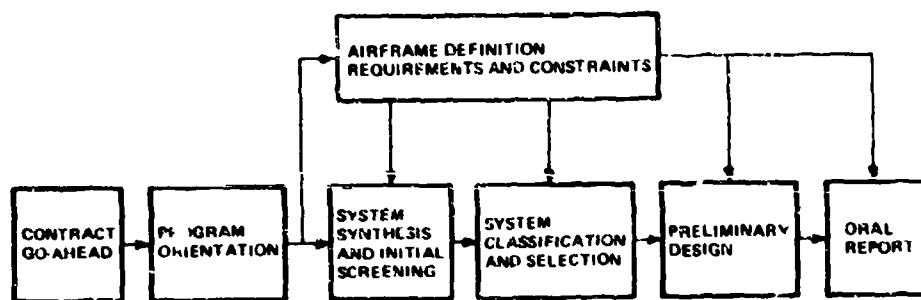 AIRFRAME DEFINITION
REQUIREMENTS AND CONSTRAINTS
CONTRACT
GO-AHEAD
PROGRAM
ORIENTATION
SYSTEM
SYNTHESIS
AND INITIAL
SCREENING
SYSTEM
CLASSIFICATION
AND SELECTION
PRELIMINARY
DESIGN
ORAL
REPORT